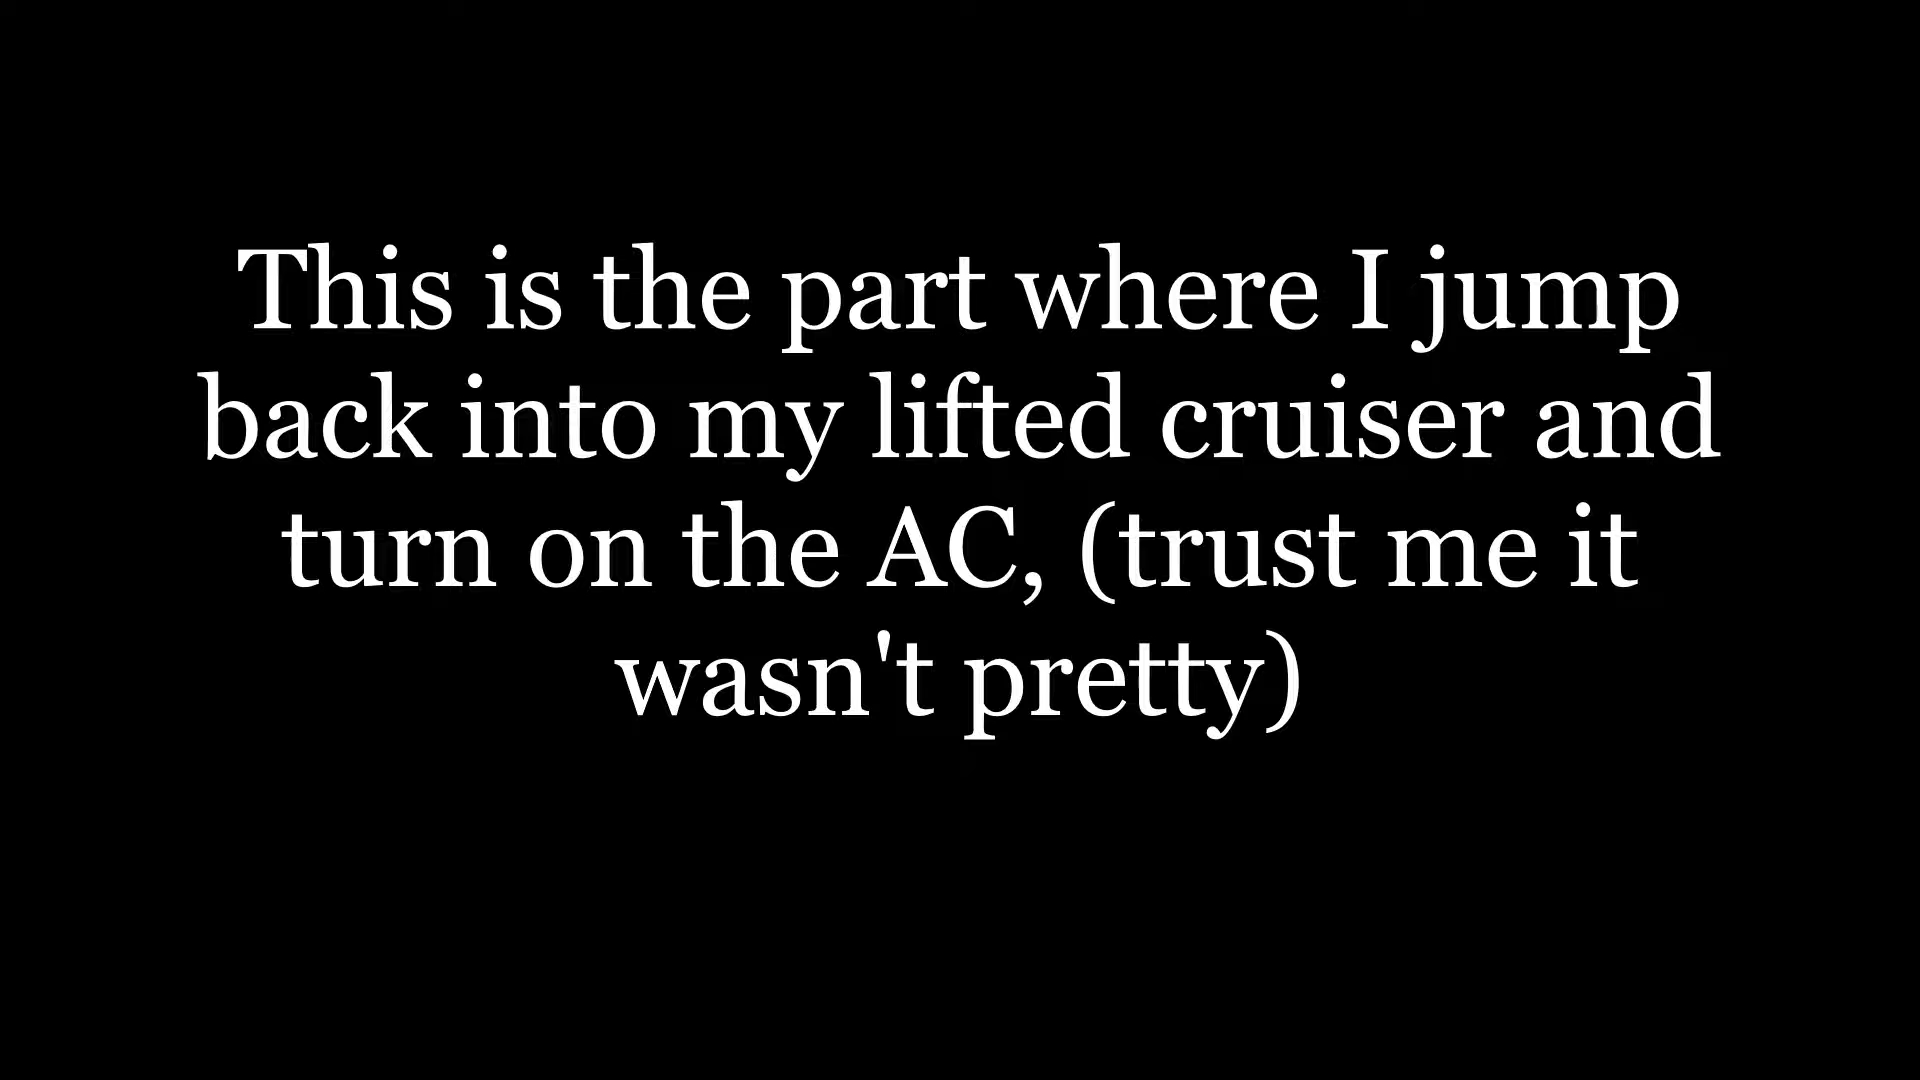 This is the part where I jump
back into my lifted cruiser and
turn on the AC, (trust me it
wasn't pretty)